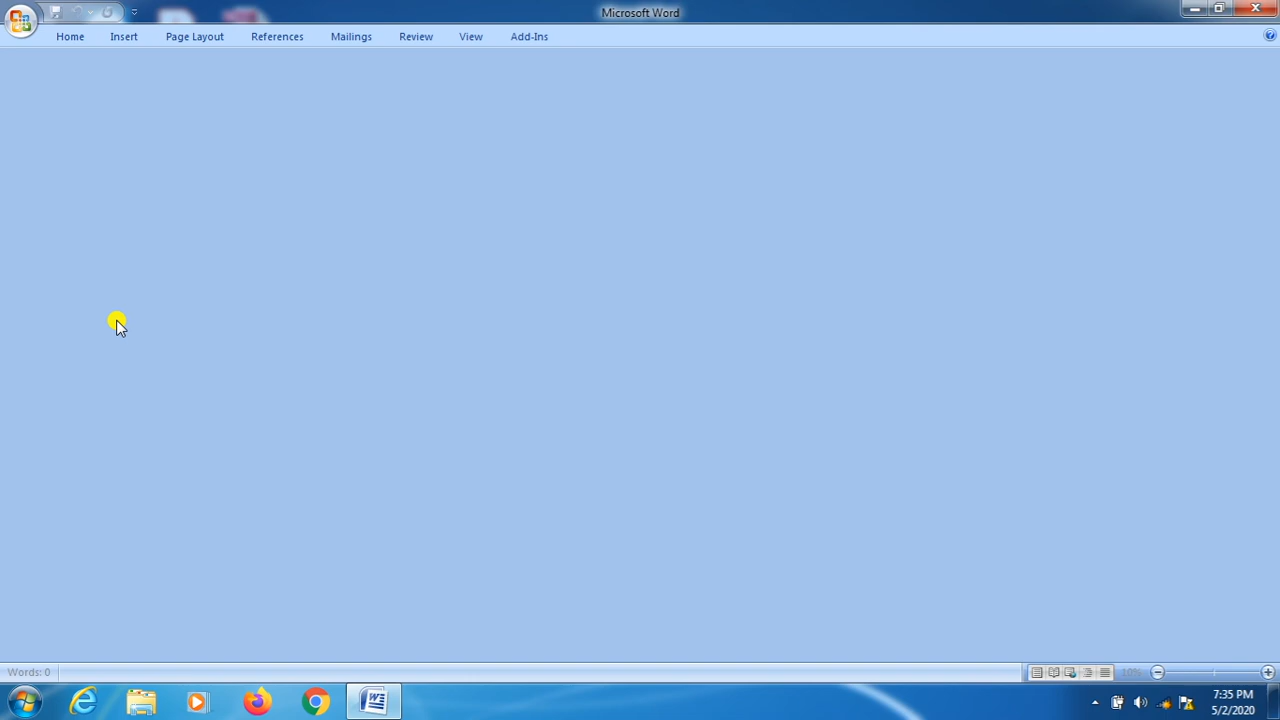 Microsoft Word
Home Insert Page Layout References Mailings Review View Add-Ins
Words: 0
10%
7:35 PM
5/2/2020